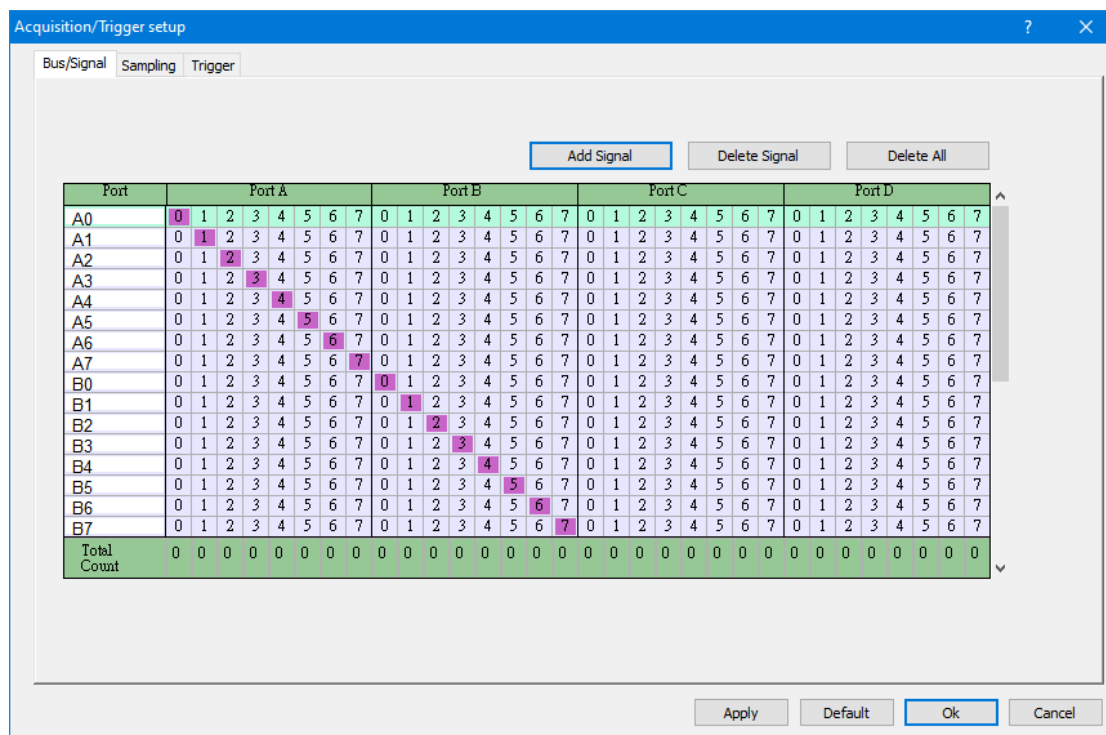 Acquisition/Trigger setup ? ×
Bus/Signal Sampling Trigger
Add Signal Delete Signal Delete All
Port Port A Port B Port C Port D
A0 0 1 2 3 4 5 6 7 0 1 2 3 4 5 6 7 0 1 2 3 4 5 6 7 0 1 2 3 4 5 6 7
A1 0 1 2 3 4 5 6 7 0 1 2 3 4 5 6 7 0 1 2 3 4 5 6 7 0 1 2 3 4 5 6 7
A2 0 1 2 3 4 5 6 7 0 1 2 3 4 5 6 7 0 1 2 3 4 5 6 7 0 1 2 3 4 5 6 7
A3 0 1 2 3 4 5 6 7 0 1 2 3 4 5 6 7 0 1 2 3 4 5 6 7 0 1 2 3 4 5 6 7
A4 0 1 2 3 4 5 6 7 0 1 2 3 4 5 6 7 0 1 2 3 4 5 6 7 0 1 2 3 4 5 6 7
A5 0 1 2 3 4 5 6 7 0 1 2 3 4 5 6 7 0 1 2 3 4 5 6 7 0 1 2 3 4 5 6 7
A6 0 1 2 3 4 5 6 7 0 1 2 3 4 5 6 7 0 1 2 3 4 5 6 7 0 1 2 3 4 5 6 7
A7 0 1 2 3 4 5 6 7 0 1 2 3 4 5 6 7 0 1 2 3 4 5 6 7 0 1 2 3 4 5 6 7
B0 0 1 2 3 4 5 6 7 0 1 2 3 4 5 6 7 0 1 2 3 4 5 6 7 0 1 2 3 4 5 6 7
B1 0 1 2 3 4 5 6 7 0 1 2 3 4 5 6 7 0 1 2 3 4 5 6 7 0 1 2 3 4 5 6 7
B2 0 1 2 3 4 5 6 7 0 1 2 3 4 5 6 7 0 1 2 3 4 5 6 7 0 1 2 3 4 5 6 7
B3 0 1 2 3 4 5 6 7 0 1 2 3 4 5 6 7 0 1 2 3 4 5 6 7 0 1 2 3 4 5 6 7
B4 0 1 2 3 4 5 6 7 0 1 2 3 4 5 6 7 0 1 2 3 4 5 6 7 0 1 2 3 4 5 6 7
B5 0 1 2 3 4 5 6 7 0 1 2 3 4 5 6 7 0 1 2 3 4 5 6 7 0 1 2 3 4 5 6 7
B6 0 1 2 3 4 5 6 7 0 1 2 3 4 5 6 7 0 1 2 3 4 5 6 7 0 1 2 3 4 5 6 7
B7 0 1 2 3 4 5 6 7 0 1 2 3 4 5 6 7 0 1 2 3 4 5 6 7 0 1 2 3 4 5 6 7
Total 0 0 0 0 0 0 0 0 0 0 0 0 0 0 0 0 0 0 0 0 0 0 0 0 0 0 0 0 0 0 0 0
Count
Apply Default Ok Cancel